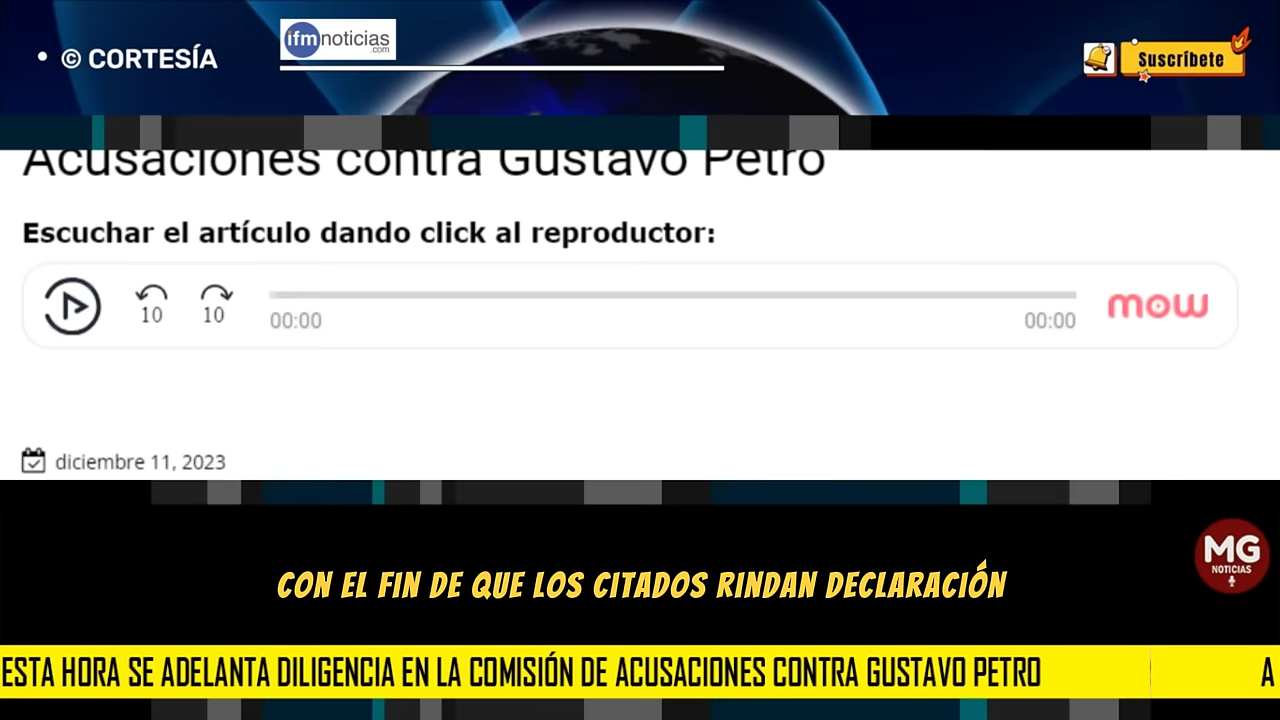 • © CORTESÍA
ifmnoticias
.com
Suscríbete
Acusaciones contra Gustavo Petro
Escuchar el artículo dando click al reproductor:
10
10
00:00
00:00
mow
diciembre 11, 2023
MG
NOTICIAS
CON EL FIN DE QUE LOS CITADOS RINDAN DECLARACIÓN
ESTA HORA SE ADELANTA DILIGENCIA EN LA COMISIÓN DE ACUSACIONES CONTRA GUSTAVO PETRO
A